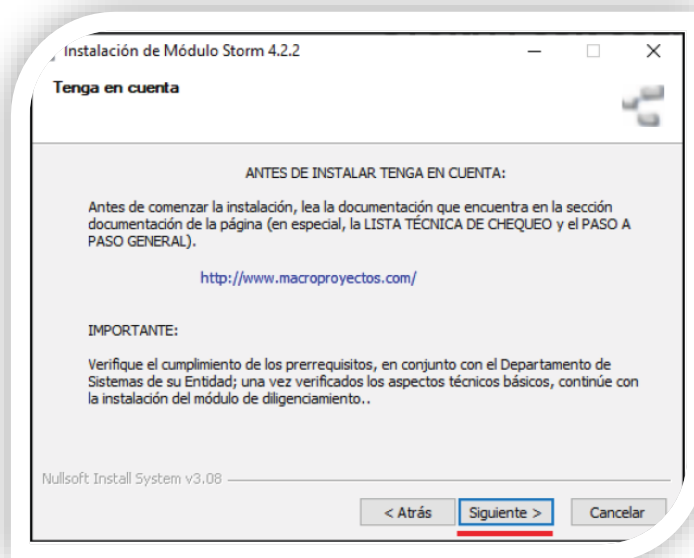 Instalación de Módulo Storm 4.2.2
Tenga en cuenta
ANTES DE INSTALAR TENGA EN CUENTA:
Antes de comenzar la instalación, lea la documentación que encuentra en la sección
documentación de la página (en especial, la LISTA TÉCNICA DE CHEQUEO y el PASO A
PASO GENERAL).
http://www.macroproyectos.com/
IMPORTANTE:
Verifique el cumplimiento de los prerrequisitos, en conjunto con el Departamento de
Sistemas de su Entidad; una vez verificados los aspectos técnicos básicos, continúe con
la instalación del módulo de diligenciamiento..
Nullsoft Install System v3.08
< Atrás
Siguiente >
Cancelar